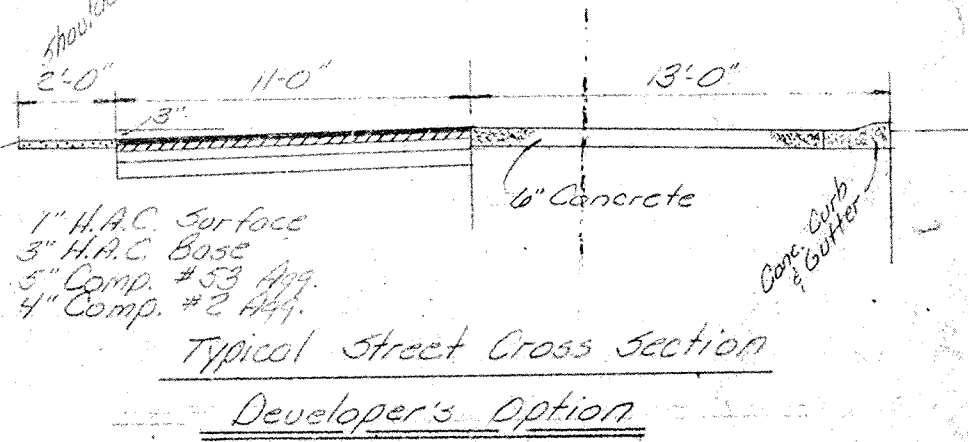 2'-0" 11'-0" 13'-0"
3"
6" Concrete
Conc. Curb
& Gutter
1" H.A.C. Surface
3" H.A.C. Base
5" Comp. #53 Agg.
4" Comp. #2 Agg.
Typical Street Cross Section
Developer's Option